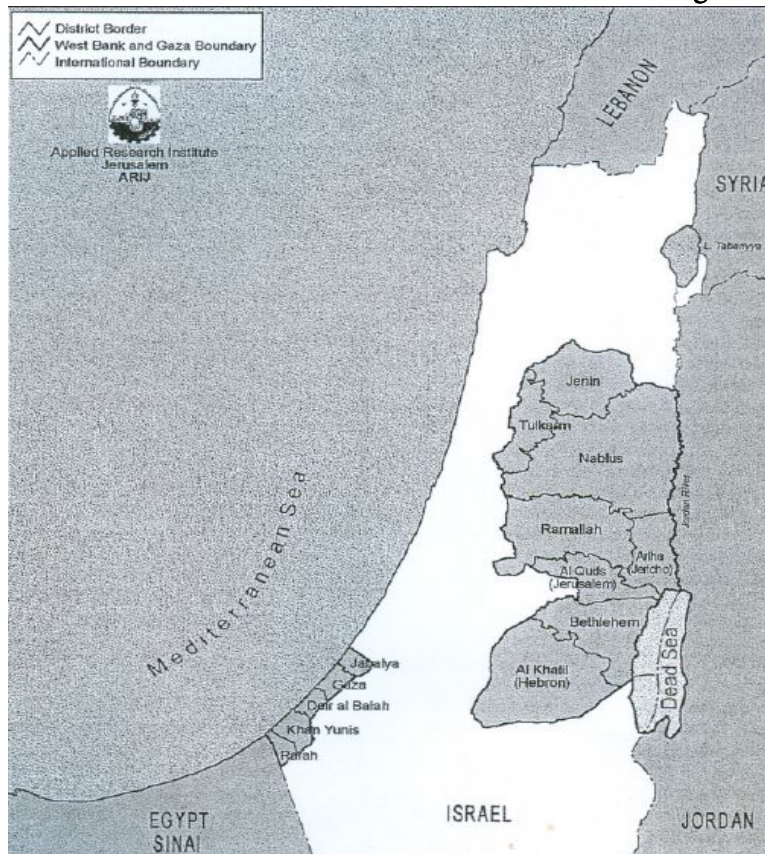 District Border
West Bank and Gaza Boundary
International Boundary
Applied Research Institute
Jerusalem
ARIJ
LEBANON
SYRIA
L. Tabariyya
Jenin
Tulkarm
Nablus
Jordan River
Ramallah
Ariha
(Jericho)
Al Quds
(Jerusalem)
Bethlehem
Mediterranean Sea
Jabalya
Gaza
Al Khalil
(Hebron)
Dead Sea
Deir al Balah
Khan Yunis
Rafah
EGYPT
SINAI
ISRAEL
JORDAN